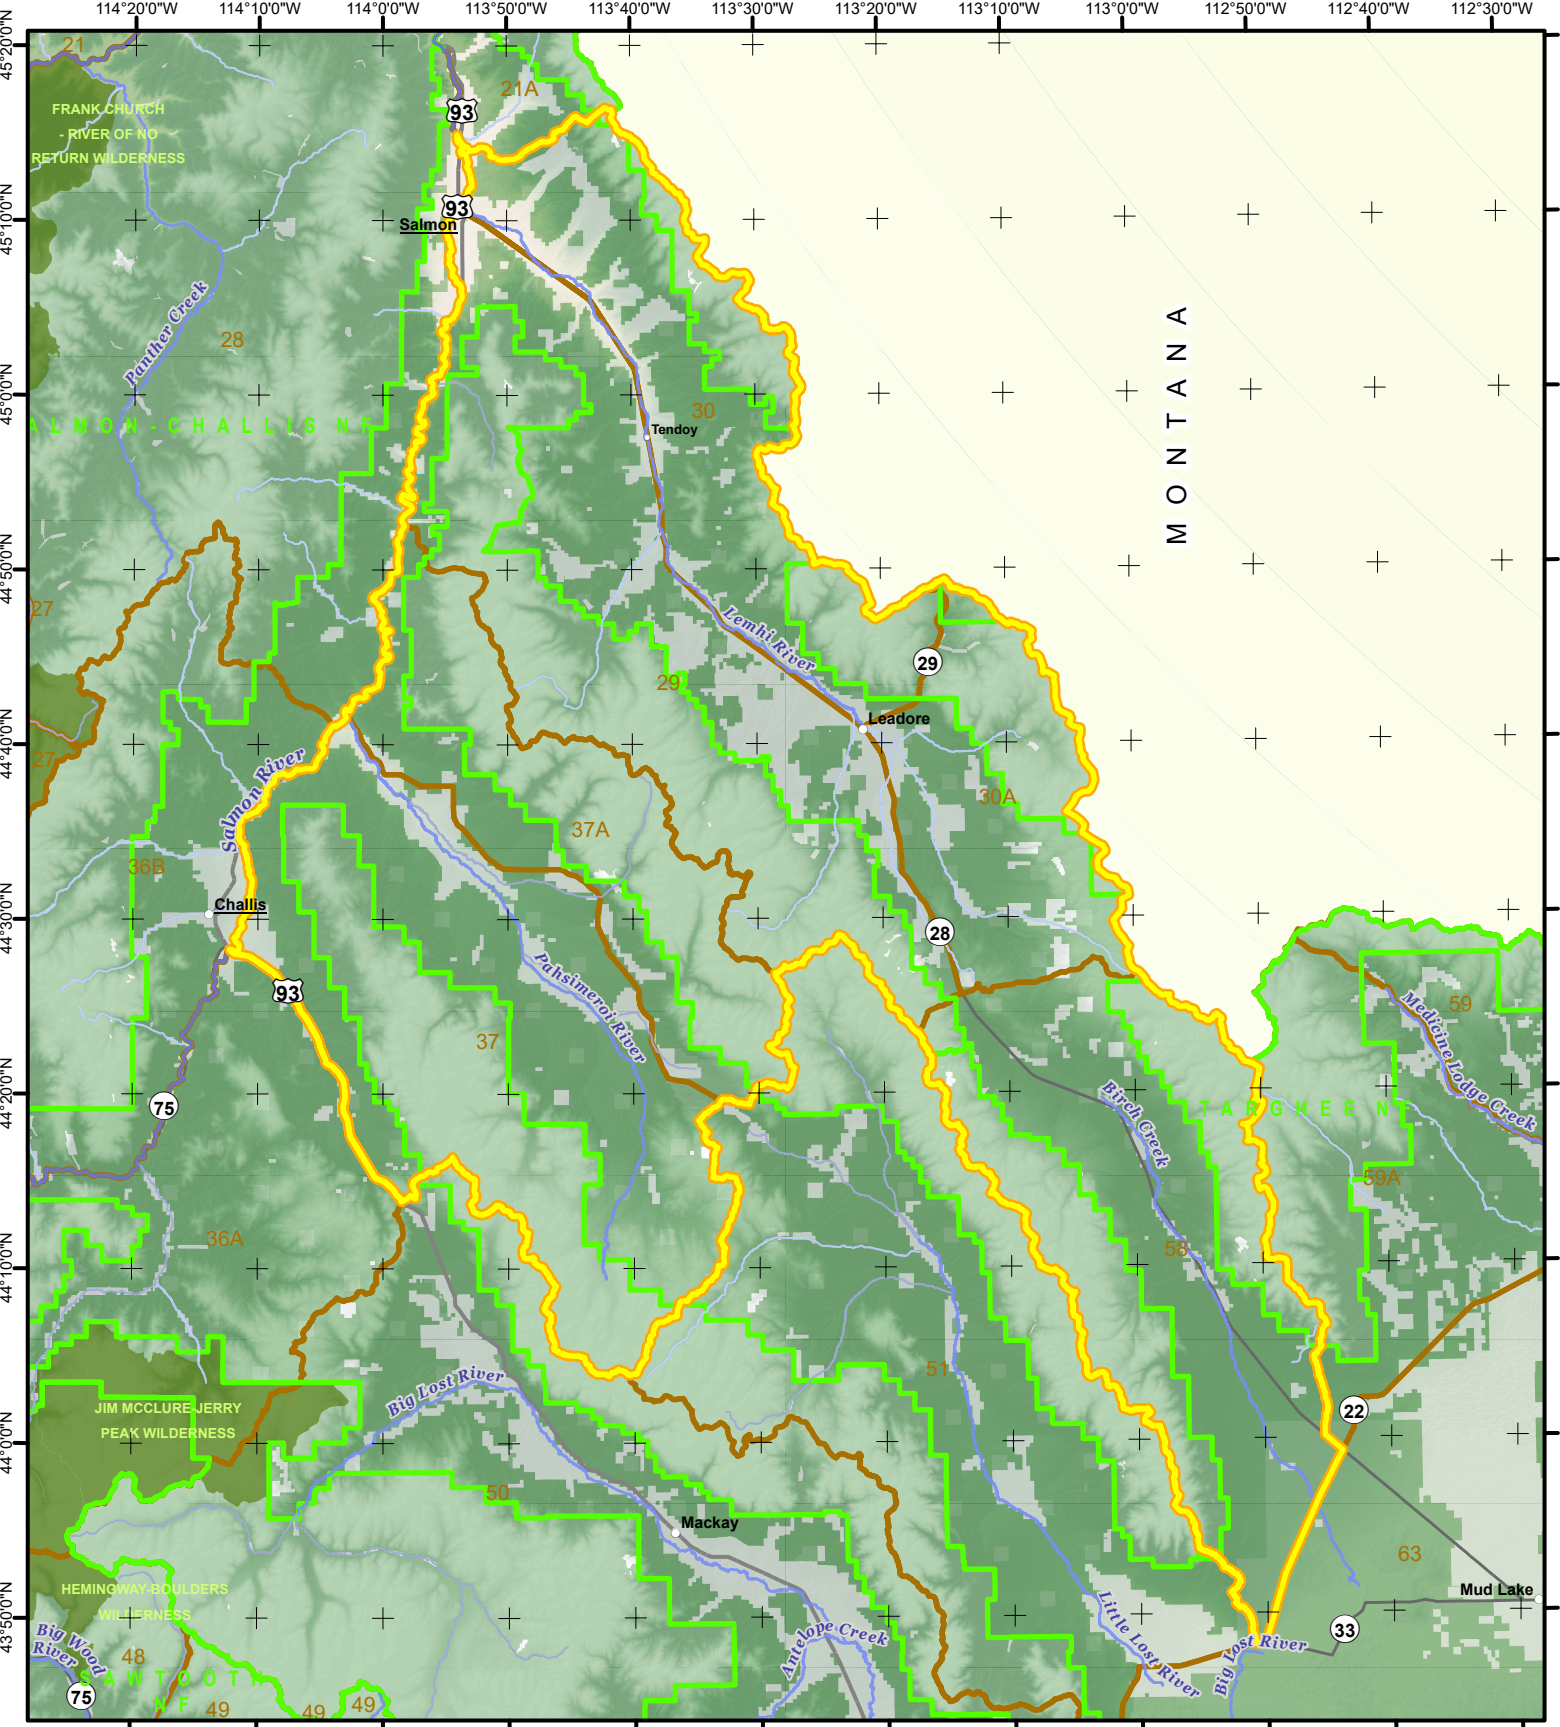 114°20'0"W 114°10'0"W 114°0'0"W 113°50'0"W 113°40'0"W 113°30'0"W 113°20'0"W 113°10'0"W 113°0'0"W 112°50'0"W 112°40'0"W 112°30'0"W
45°20'0"N
45°10'0"N
45°0'0"N
44°50'0"N
44°40'0"N
44°30'0"N
44°20'0"N
44°10'0"N
44°0'0"N
43°50'0"N
21
21A
FRANK CHURCH
- RIVER OF NO
RETURN WILDERNESS
93
93
Salmon
Panther Creek
28
MONTANA
ALMON-CHALLIS NF
30
Tendoy
27
Lemhi River
29
29
Leadore
27
Salmon River
30A
37A
36B
Challis
28
93
Pahsimeroi River
59
Medicine Lodge Creek
37
75
Birch Creek
TARGHEE NF
59A
36A
58
51
Big Lost River
JIM MCCLURE-JERRY
PEAK WILDERNESS
22
50
Mackay
63
HEMINGWAY-BOULDERS
WILDERNESS
Mud Lake
Little Lost River
33
Antelope Creek
Big Lost River
Big Wood
River
48
SAWTOOTH
NF
75
49
49
49